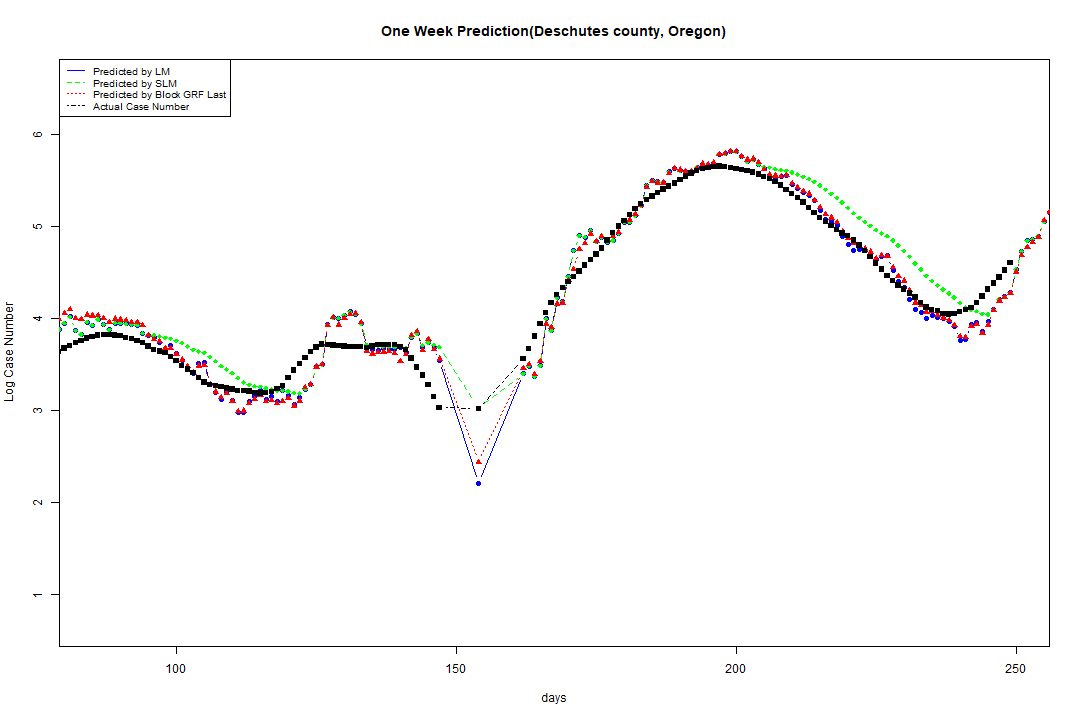 One Week Prediction(Deschutes county, Oregon)
Predicted by LM
Predicted by SLM
Predicted by Block GRF Last
Actual Case Number
6
5
4
3
2
1
Log Case Number
100 150 200 250
days